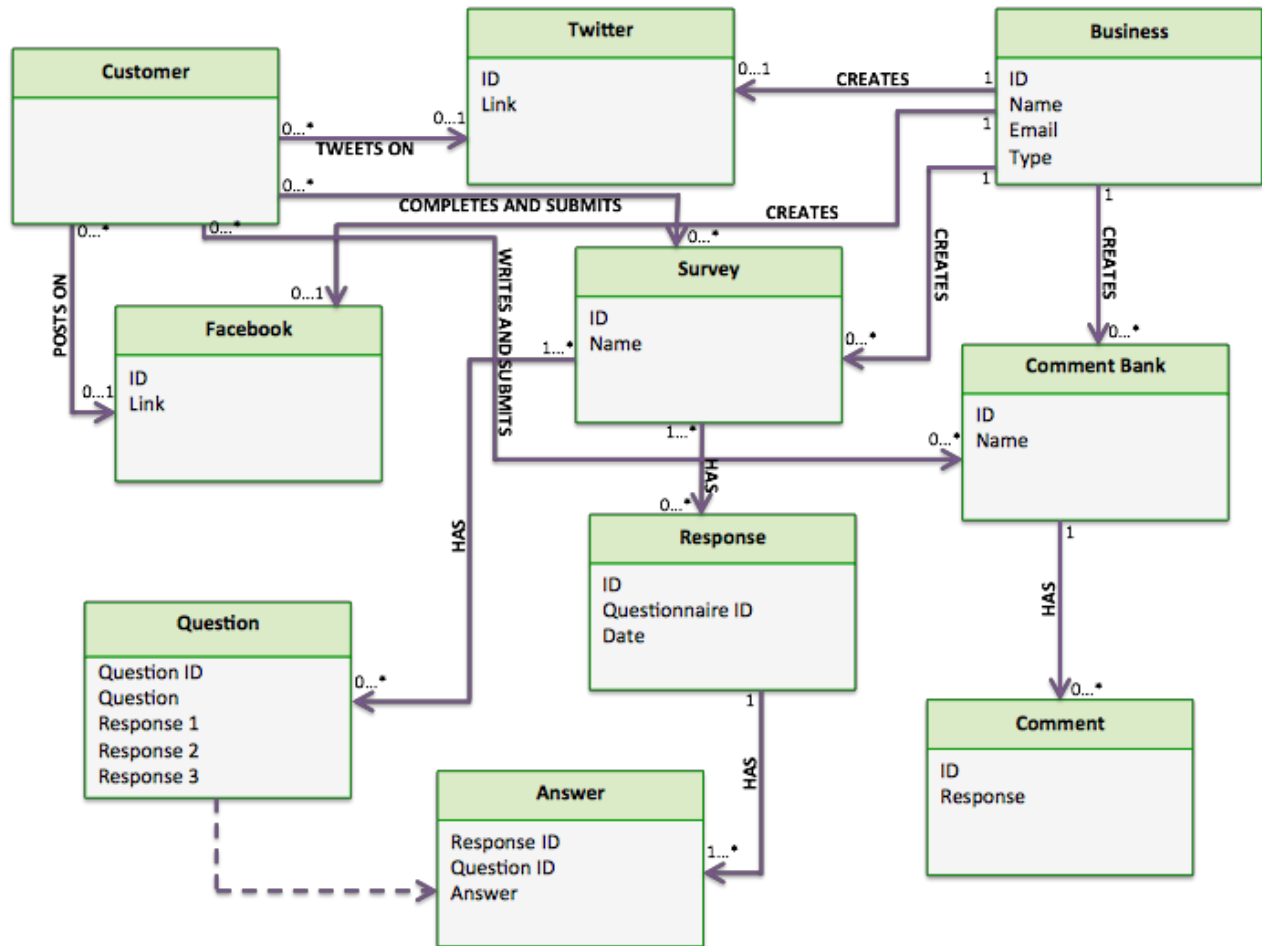 Twitter
ID
Link
Business
ID
Name
Email
Type
Customer
0...1
CREATES
1
0...*
0...1
TWEETS ON
1
0...*
COMPLETES AND SUBMITS
CREATES
1
1
0...*
0...*
0...*
POSTS ON
WRITES ANDSUBMITS
CREATES
CREATES
Survey
ID
Name
0...1
Facebook
ID
Link
0...1
1...*
0...*
0...*
Comment Bank
ID
Name
1...*
0...*
HAS
0...*
HAS
1
Response
ID
Questionnaire ID
Date
HAS
Question
Question ID
Question
Response 1
Response 2
Response 3
0...*
1
0...*
Comment
ID
Response
HAS
Answer
Response ID
Question ID
Answer
1...*